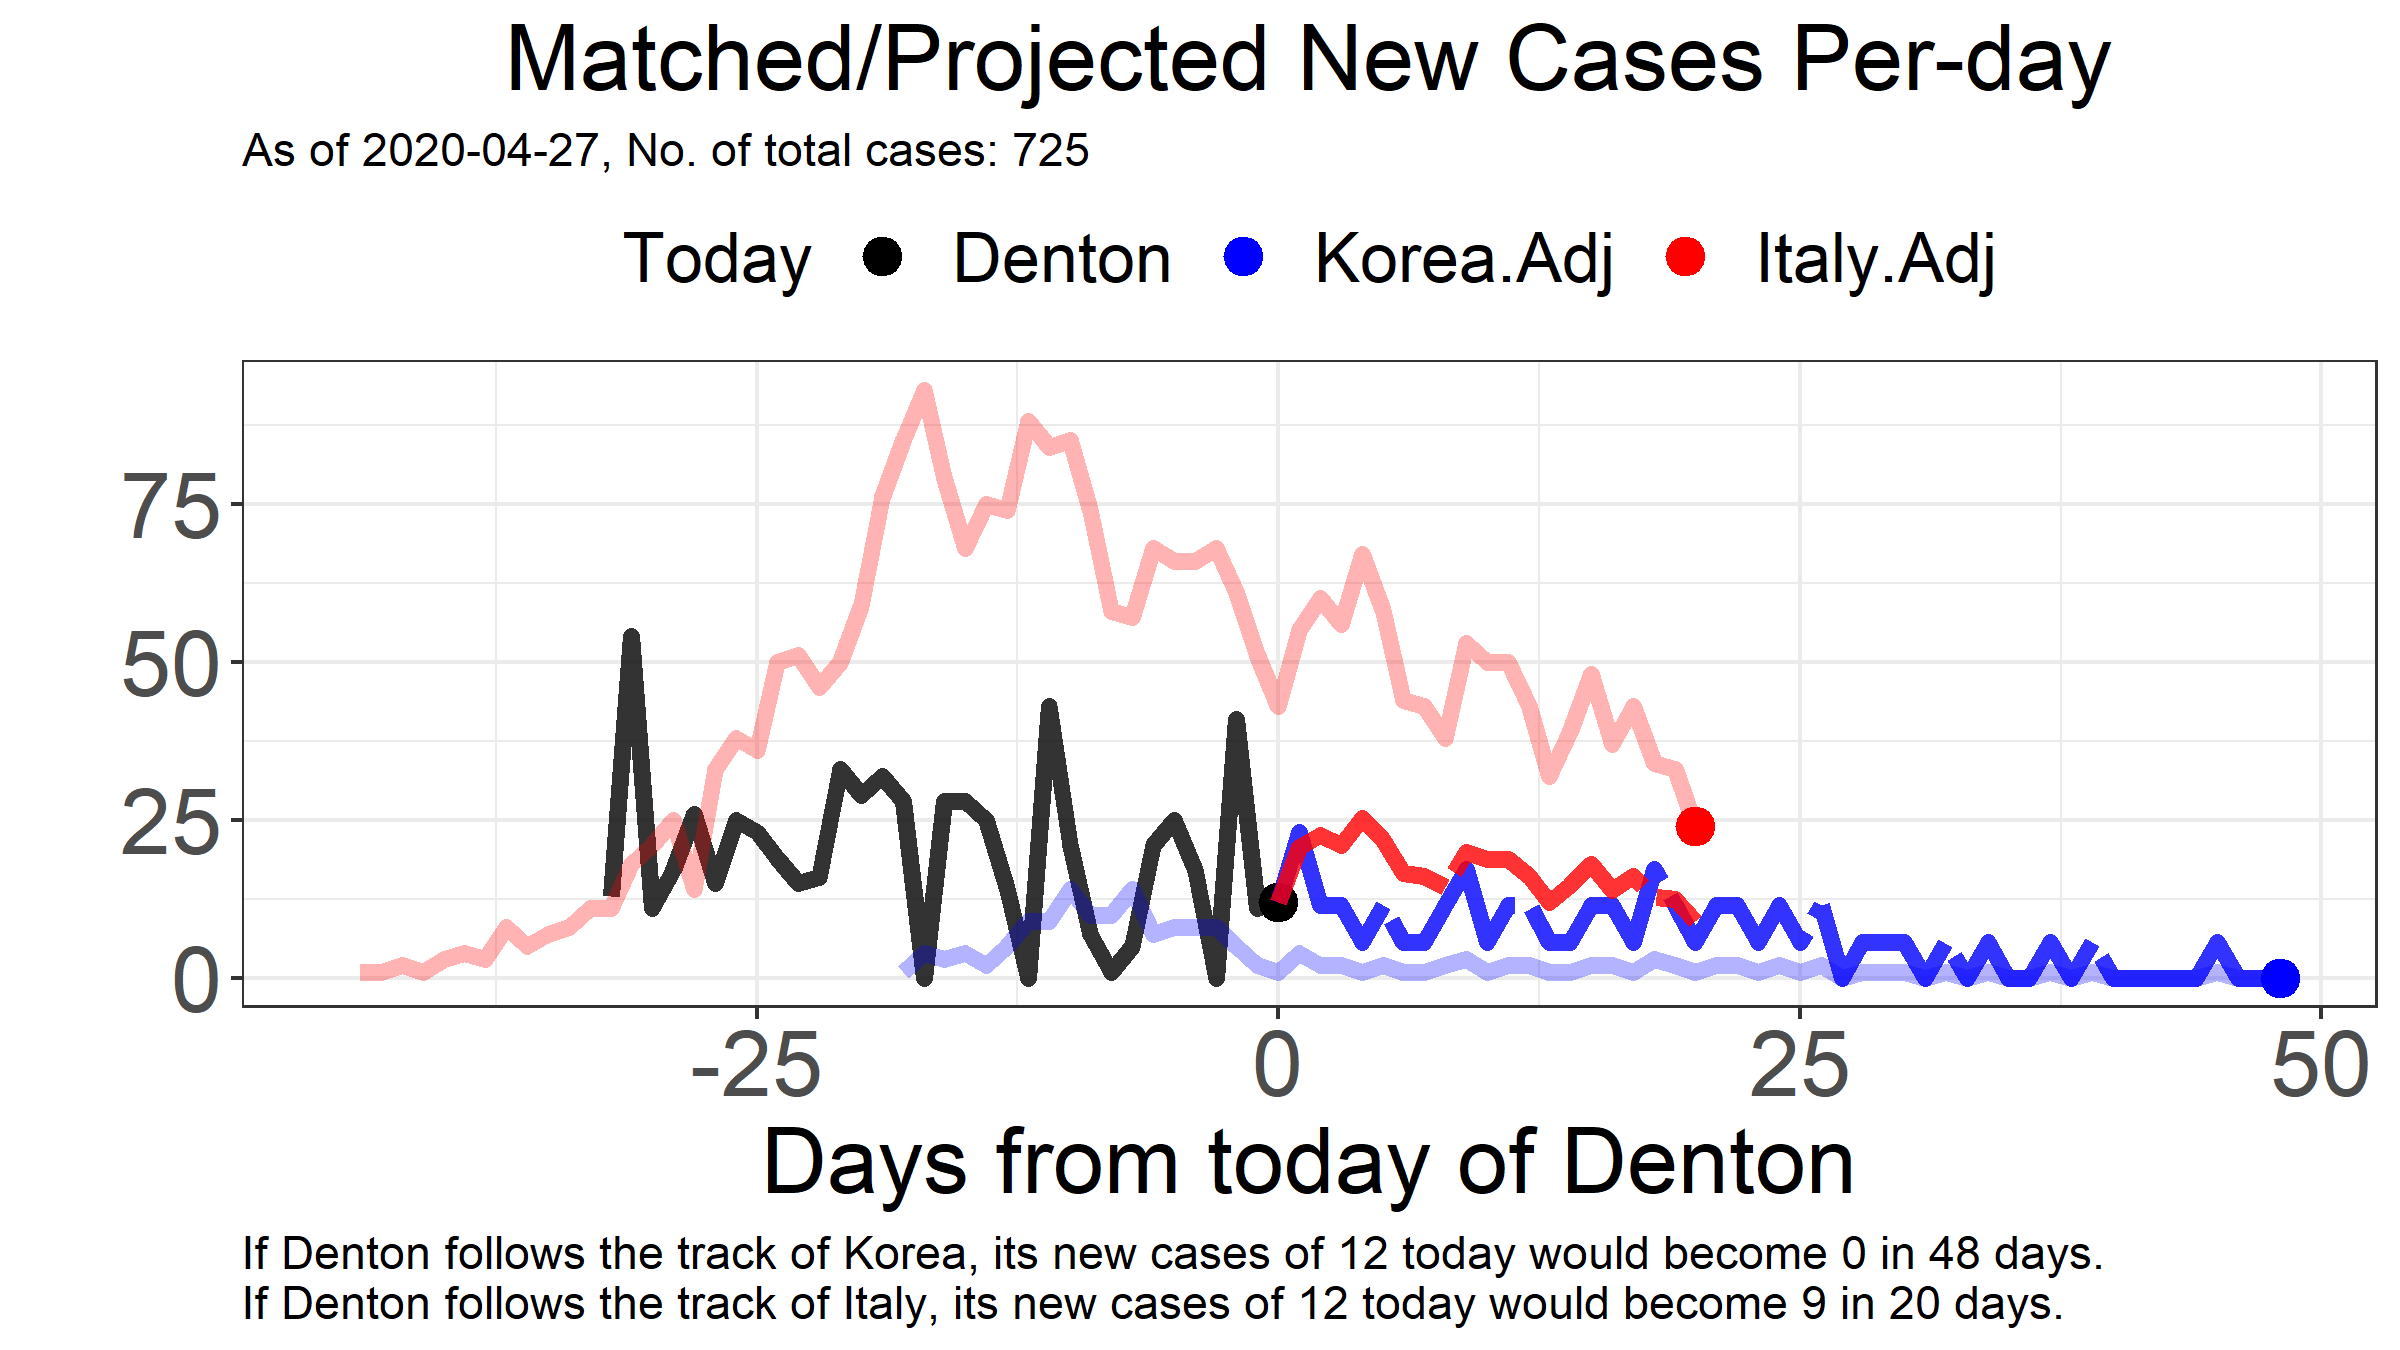 Matched/Projected New Cases Per-day
As of 2020-04-27, No. of total cases: 725
Today Denton Korea.Adj Italy.Adj
75
50
25
0
-25 0 25 50
Days from today of Denton
If Denton follows the track of Korea, its new cases of 12 today would become 0 in 48 days.
If Denton follows the track of Italy, its new cases of 12 today would become 9 in 20 days.